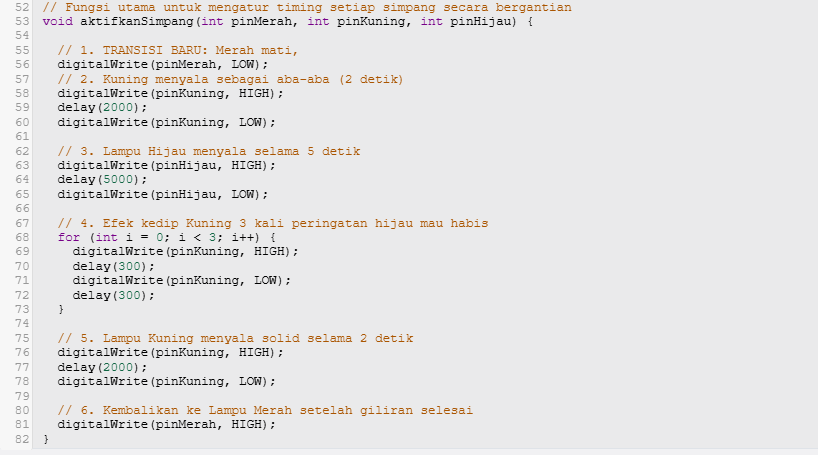 52 // Fungsi utama untuk mengatur timing setiap simpang secara bergantian
53 void aktifkanSimpang(int pinMerah, int pinKuning, int pinHijau) {
54
55   // 1. TRANSISI BARU: Merah mati,
56   digitalWrite(pinMerah, LOW);
57   // 2. Kuning menyala sebagai aba-aba (2 detik)
58   digitalWrite(pinKuning, HIGH);
59   delay(2000);
60   digitalWrite(pinKuning, LOW);
61
62   // 3. Lampu Hijau menyala selama 5 detik
63   digitalWrite(pinHijau, HIGH);
64   delay(5000);
65   digitalWrite(pinHijau, LOW);
66
67   // 4. Efek kedip Kuning 3 kali peringatan hijau mau habis
68   for (int i = 0; i < 3; i++) {
69     digitalWrite(pinKuning, HIGH);
70     delay(300);
71     digitalWrite(pinKuning, LOW);
72     delay(300);
73   }
74
75   // 5. Lampu Kuning menyala solid selama 2 detik
76   digitalWrite(pinKuning, HIGH);
77   delay(2000);
78   digitalWrite(pinKuning, LOW);
79
80   // 6. Kembalikan ke Lampu Merah setelah giliran selesai
81   digitalWrite(pinMerah, HIGH);
82 }